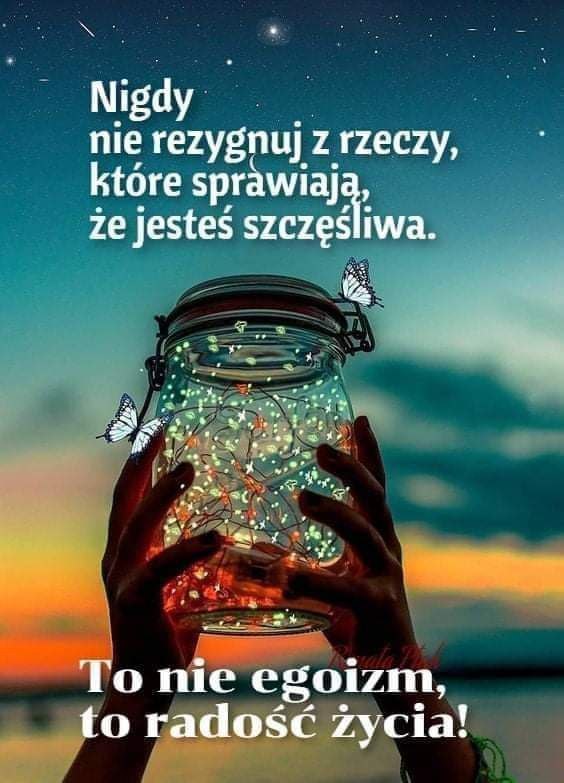 Nigdy
nie rezygnuj z rzeczy,
które sprawiają,
że jesteś szczęśliwa.
To nie egoizm,
to radość życia!